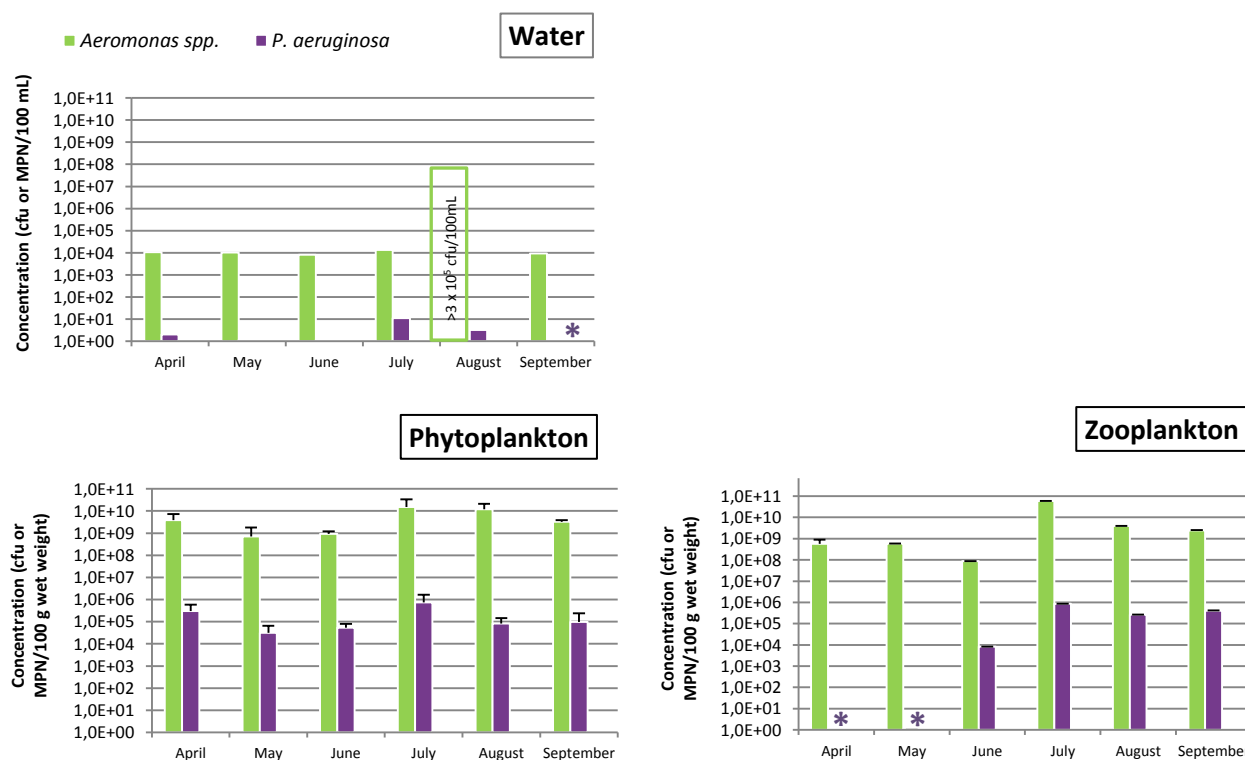 Aeromonas spp. P. aeruginosa
Water
Concentration (cfu or MPN/100 mL)
1,0E+11
1,0E+10
1,0E+09
1,0E+08
1,0E+07
1,0E+06
1,0E+05
1,0E+04
1,0E+03
1,0E+02
1,0E+01
1,0E+00
>3 x 10⁵ cfu/100mL
*
April May June July August September
Phytoplankton
Concentration (cfu or
MPN/100 g wet weight)
1,0E+11
1,0E+10
1,0E+09
1,0E+08
1,0E+07
1,0E+06
1,0E+05
1,0E+04
1,0E+03
1,0E+02
1,0E+01
1,0E+00
April May June July August September
Zooplankton
Concentration (cfu or
MPN/100 g wet weight)
1,0E+11
1,0E+10
1,0E+09
1,0E+08
1,0E+07
1,0E+06
1,0E+05
1,0E+04
1,0E+03
1,0E+02
1,0E+01
1,0E+00
* *
April May June July August September